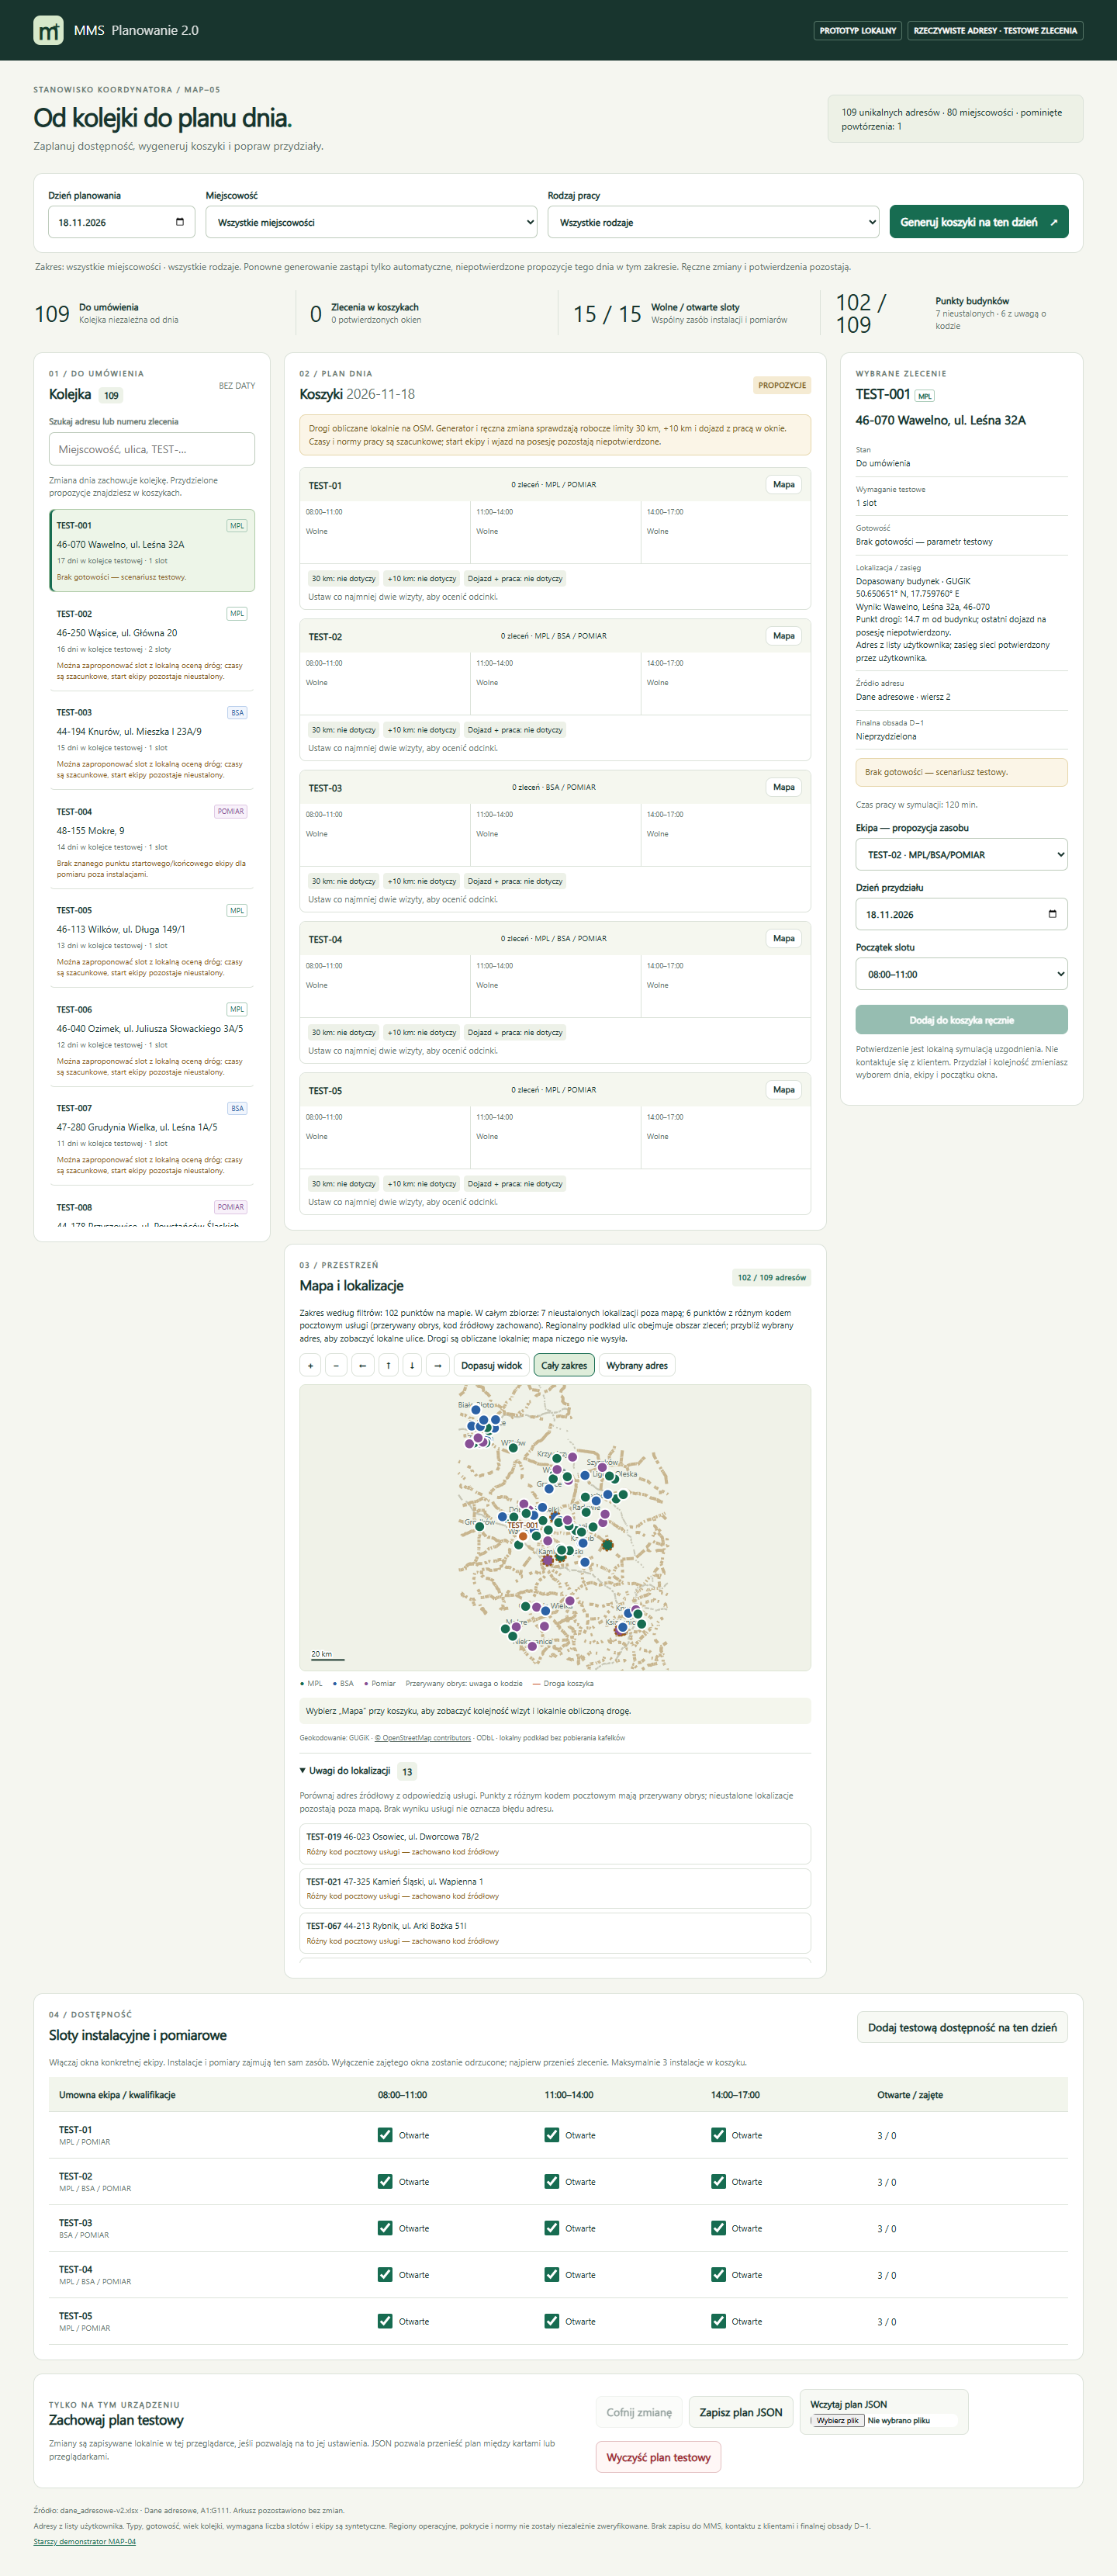 mt MMS Planowanie 2.0
PROTOTYP LOKALNY
RZECZYWISTE ADRESY · TESTOWE ZLECENIA
STANOWISKO KOORDYNATORA / MAP-05
Od kolejki do planu dnia.
Zaplanuj dostępność, wygeneruj koszyki i popraw przydziały.
109 unikalnych adresów · 80 miejscowości · pominięte
powtórzenia: 1
Dzień planowania
18.11.2026
Miejscowość
Wszystkie miejscowości
Rodzaj pracy
Wszystkie rodzaje
Generuj koszyki na ten dzień ↗
Zakres: wszystkie miejscowości · wszystkie rodzaje. Ponowne generowanie zastąpi tylko automatyczne, niepotwierdzone propozycje tego dnia w tym zakresie. Ręczne zmiany i potwierdzenia pozostają.
109 Do umówienia
Kolejka niezależna od dnia
0 Zlecenia w koszykach
0 potwierdzonych okien
15 / 15 Wolne / otwarte sloty
Wspólny zasób instalacji i pomiarów
102 /
109
Punkty budynków
7 nieustalonych · 6 z uwagą o
kodzie
01 / DO UMÓWIENIA
Kolejka 109
BEZ DATY
Szukaj adresu lub numeru zlecenia
Miejscowość, ulica, TEST-...
Zmiana dnia zachowuje kolejkę. Przydzielone
propozycje znajdziesz w koszykach.
TEST-001 MPL
46-070 Wawelno, ul. Leśna 32A
17 dni w kolejce testowej · 1 slot
Brak gotowości — scenariusz testowy.
TEST-002 MPL
46-250 Wąsice, ul. Główna 20
16 dni w kolejce testowej · 2 sloty
Można zaproponować slot z lokalną oceną dróg; czasy
są szacunkowe, start ekipy pozostaje nieustalony.
TEST-003 BSA
44-194 Knurów, ul. Mieszka I 23A/9
15 dni w kolejce testowej · 1 slot
Można zaproponować slot z lokalną oceną dróg; czasy
są szacunkowe, start ekipy pozostaje nieustalony.
TEST-004 POMIAR
48-155 Mokre, 9
14 dni w kolejce testowej · 1 slot
Brak znanego punktu startowego/końcowego ekipy dla
pomiaru poza instalacjami.
TEST-005 MPL
46-113 Wilków, ul. Długa 149/1
13 dni w kolejce testowej · 1 slot
Można zaproponować slot z lokalną oceną dróg; czasy
są szacunkowe, start ekipy pozostaje nieustalony.
TEST-006 MPL
46-040 Ozimek, ul. Juliusza Słowackiego 3A/5
12 dni w kolejce testowej · 1 slot
Można zaproponować slot z lokalną oceną dróg; czasy
są szacunkowe, start ekipy pozostaje nieustalony.
TEST-007 BSA
47-280 Grudynia Wielka, ul. Leśna 1A/5
11 dni w kolejce testowej · 1 slot
Można zaproponować slot z lokalną oceną dróg; czasy
są szacunkowe, start ekipy pozostaje nieustalony.
TEST-008 POMIAR
44-178 Przyszowice, ul. Powstańców Śląskich
02 / PLAN DNIA
Koszyki 2026-11-18
PROPOZYCJE
Drogi obliczane lokalnie na OSM. Generator i ręczna zmiana sprawdzają robocze limity 30 km, +10 km i dojazd z pracą w oknie.
Czasy i normy pracy są szacunkowe; start ekipy i wjazd na posesję pozostają niepotwierdzone.
TEST-01 0 zleceń · MPL / POMIAR Mapa
08:00–11:00 11:00–14:00 14:00–17:00
Wolne Wolne Wolne
30 km: nie dotyczy +10 km: nie dotyczy Dojazd + praca: nie dotyczy
Ustaw co najmniej dwie wizyty, aby ocenić odcinki.
TEST-02 0 zleceń · MPL / BSA / POMIAR Mapa
08:00–11:00 11:00–14:00 14:00–17:00
Wolne Wolne Wolne
30 km: nie dotyczy +10 km: nie dotyczy Dojazd + praca: nie dotyczy
Ustaw co najmniej dwie wizyty, aby ocenić odcinki.
TEST-03 0 zleceń · BSA / POMIAR Mapa
08:00–11:00 11:00–14:00 14:00–17:00
Wolne Wolne Wolne
30 km: nie dotyczy +10 km: nie dotyczy Dojazd + praca: nie dotyczy
Ustaw co najmniej dwie wizyty, aby ocenić odcinki.
TEST-04 0 zleceń · MPL / BSA / POMIAR Mapa
08:00–11:00 11:00–14:00 14:00–17:00
Wolne Wolne Wolne
30 km: nie dotyczy +10 km: nie dotyczy Dojazd + praca: nie dotyczy
Ustaw co najmniej dwie wizyty, aby ocenić odcinki.
TEST-05 0 zleceń · MPL / POMIAR Mapa
08:00–11:00 11:00–14:00 14:00–17:00
Wolne Wolne Wolne
30 km: nie dotyczy +10 km: nie dotyczy Dojazd + praca: nie dotyczy
Ustaw co najmniej dwie wizyty, aby ocenić odcinki.
WYBRANE ZLECENIE
TEST-001 MPL
46-070 Wawelno, ul. Leśna 32A
Stan
Do umówienia
Wymaganie testowe
1 slot
Gotowość
Brak gotowości — parametr testowy
Lokalizacja / zasięg
Dopasowany budynek · GUGiK
50.650651° N, 17.759760° E
Wynik: Wawelno, Leśna 32a, 46-070
Punkt drogi: 14.7 m od budynku; ostatni dojazd na
posesję niepotwierdzony.
Adres z listy użytkownika; zasięg sieci potwierdzony
przez użytkownika.
Źródło adresu
Dane adresowe · wiersz 2
Finalna obsada D−1
Nieprzydzielona
Brak gotowości — scenariusz testowy.
Czas pracy w symulacji: 120 min.
Ekipa — propozycja zasobu
TEST-02 · MPL/BSA/POMIAR
Dzień przydziału
18.11.2026
Początek slotu
08:00–11:00
Dodaj do koszyka ręcznie
Potwierdzenie jest lokalną symulacją uzgodnienia. Nie
kontaktuje się z klientem. Przydział i kolejność zmieniasz
wyborem dnia, ekipy i początku okna.
03 / PRZESTRZEŃ
Mapa i lokalizacje
102 / 109 adresów
Zakres według filtrów: 102 punktów na mapie. W całym zbiorze: 7 nieustalonych lokalizacji poza mapą; 6 punktów z różnym kodem
pocztowym usługi (przerywany obrys, kod źródłowy zachowano). Regionalny podkład ulic obejmuje obszar zleceń; przybliż wybrany
adres, aby zobaczyć lokalne ulice. Drogi są obliczane lokalnie; mapa niczego nie wysyła.
+ − ← ↑ ↓ → Dopasuj widok Cały zakres Wybrany adres
TEST-001
20 km
MPL BSA Pomiar Przerywany obrys: uwaga o kodzie — Droga koszyka
Wybierz „Mapa” przy koszyku, aby zobaczyć kolejność wizyt i lokalnie obliczoną drogę.
Geokodowanie: GUGiK · © OpenStreetMap contributors · ODbL · lokalny podkład bez pobierania kafelków
▼ Uwagi do lokalizacji 13
Porównaj adres źródłowy z odpowiedzią usługi. Punkty z różnym kodem pocztowym mają przerywany obrys; nieustalone lokalizacje
pozostają poza mapą. Brak wyniku usługi nie oznacza błędu adresu.
TEST-019 46-023 Osowiec, ul. Dworcowa 7B/2
Różny kod pocztowy usługi — zachowano kod źródłowy
TEST-021 47-325 Kamień Śląski, ul. Wapienna 1
Różny kod pocztowy usługi — zachowano kod źródłowy
TEST-067 44-213 Rybnik, ul. Arki Bożka 51I
Różny kod pocztowy usługi — zachowano kod źródłowy
04 / DOSTĘPNOŚĆ
Sloty instalacyjne i pomiarowe
Dodaj testową dostępność na ten dzień
Włączaj okna konkretnej ekipy. Instalacje i pomiary zajmują ten sam zasób. Wyłączenie zajętego okna zostanie odrzucone; najpierw przenieś zlecenie. Maksymalnie 3 instalacje w koszyku.
Umowna ekipa / kwalifikacje 08:00–11:00 11:00–14:00 14:00–17:00 Otwarte / zajęte
TEST-01
MPL / POMIAR
Otwarte Otwarte Otwarte 3 / 0
TEST-02
MPL / BSA / POMIAR
Otwarte Otwarte Otwarte 3 / 0
TEST-03
BSA / POMIAR
Otwarte Otwarte Otwarte 3 / 0
TEST-04
MPL / BSA / POMIAR
Otwarte Otwarte Otwarte 3 / 0
TEST-05
MPL / POMIAR
Otwarte Otwarte Otwarte 3 / 0
TYLKO NA TYM URZĄDZENIU
Zachowaj plan testowy
Zmiany są zapisywane lokalnie w tej przeglądarce, jeśli pozwalają na to jej ustawienia. JSON pozwala przenieść plan między kartami lub
przeglądarkami.
Cofnij zmianę
Zapisz plan JSON
Wczytaj plan JSON
Wybierz plik Nie wybrano pliku
Wyczyść plan testowy
Źródło: dane_adresowe-v2.xlsx · Dane adresowe, A1:G111. Arkusz pozostawiono bez zmian.
Adresy z listy użytkownika. Typy, gotowość, wiek kolejki, wymagana liczba slotów i ekipy są syntetyczne. Regiony operacyjne, pokrycie i normy nie zostały niezależnie zweryfikowane. Brak zapisu do MMS, kontaktu z klientami i finalnej obsady D−1.
Starszy demonstrator MAP-04